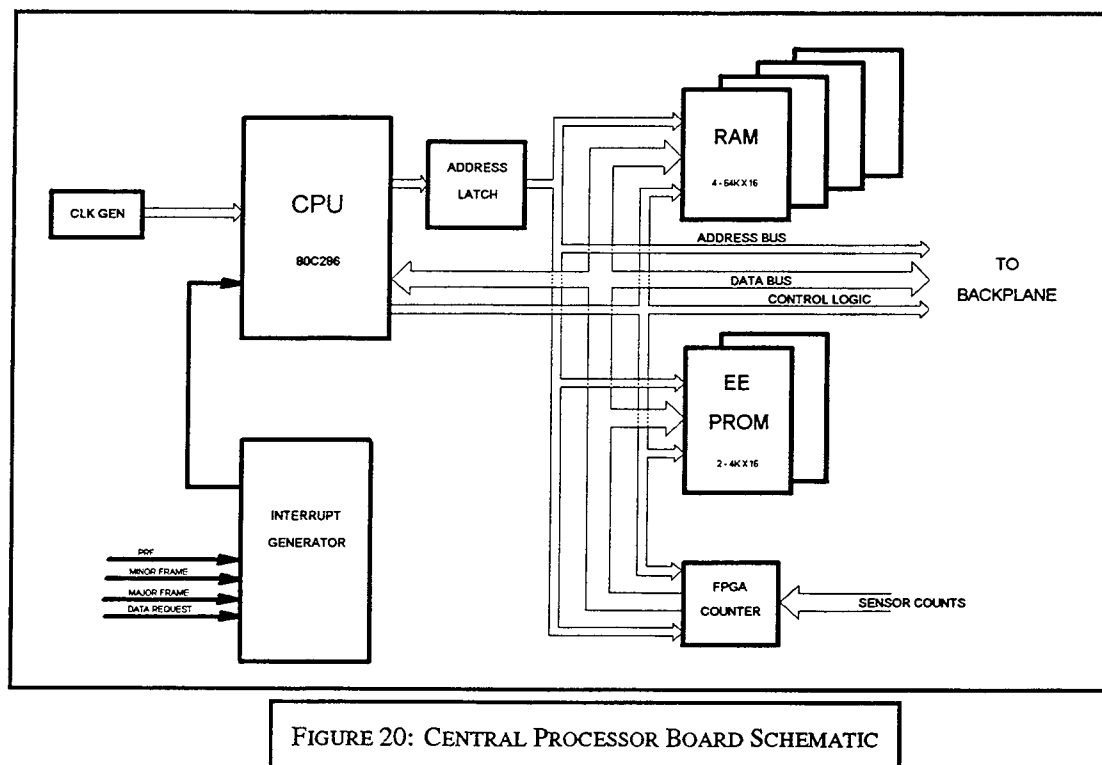 CLK GEN
CPU
80C286
ADDRESS
LATCH
RAM
4 - 64K X 16
ADDRESS BUS
DATA BUS
CONTROL LOGIC
TO
BACKPLANE
EE
PROM
2 - 4K X 16
INTERRUPT
GENERATOR
PRF
MINOR FRAME
MAJOR FRAME
DATA REQUEST
FPGA
COUNTER
SENSOR COUNTS
FIGURE 20: CENTRAL PROCESSOR BOARD SCHEMATIC